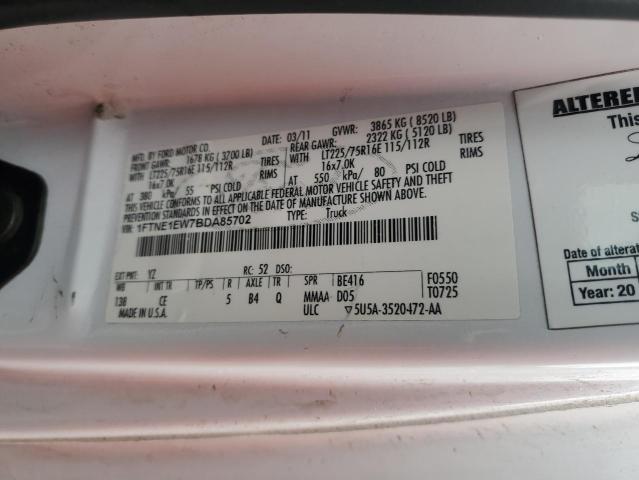 MFD. BY FORD MOTOR CO. DATE: 03/11 GVWR: 3865 KG ( 8520 LB)
FRONT GAWR: 1678 KG ( 3700 LB) REAR GAWR: 2322 KG ( 5120 LB)
WITH LT225/75R16E 115/112R TIRES WITH LT225/75R16E 115/112R TIRES
16x7.0K RIMS 16x7.0K RIMS
AT 380 kPa/ 55 PSI COLD AT 550 kPa/ 80 PSI COLD
THIS VEHICLE CONFORMS TO ALL APPLICABLE FEDERAL MOTOR VEHICLE SAFETY AND THEFT
PREVENTION STANDARDS IN EFFECT ON THE DATE OF MANUFACTURE SHOWN ABOVE.
VIN: 1FTNE1EW7BDA85702 TYPE: Truck
EXT PNT: YZ RC: 52 DSO:
WB INT TR TP/PS R AXLE TR SPR BE416 F0550
138 CE 5 B4 Q MMAA D05 T0725
MADE IN U.S.A. ULC ▽5U5A-3520472-AA
ALTERE
This
S
Date of altera
Month
Year: 20